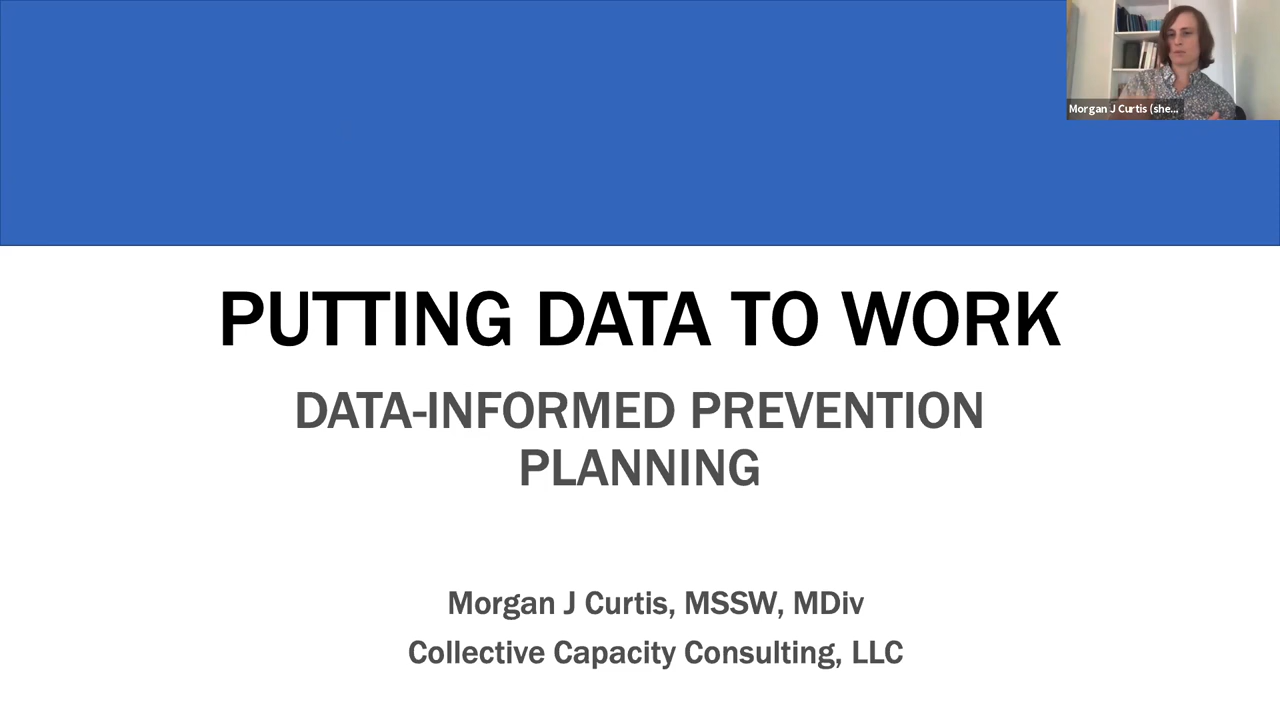 Morgan J Curtis (she...
PUTTING DATA TO WORK
DATA-INFORMED PREVENTION
PLANNING
Morgan J Curtis, MSSW, MDiv
Collective Capacity Consulting, LLC